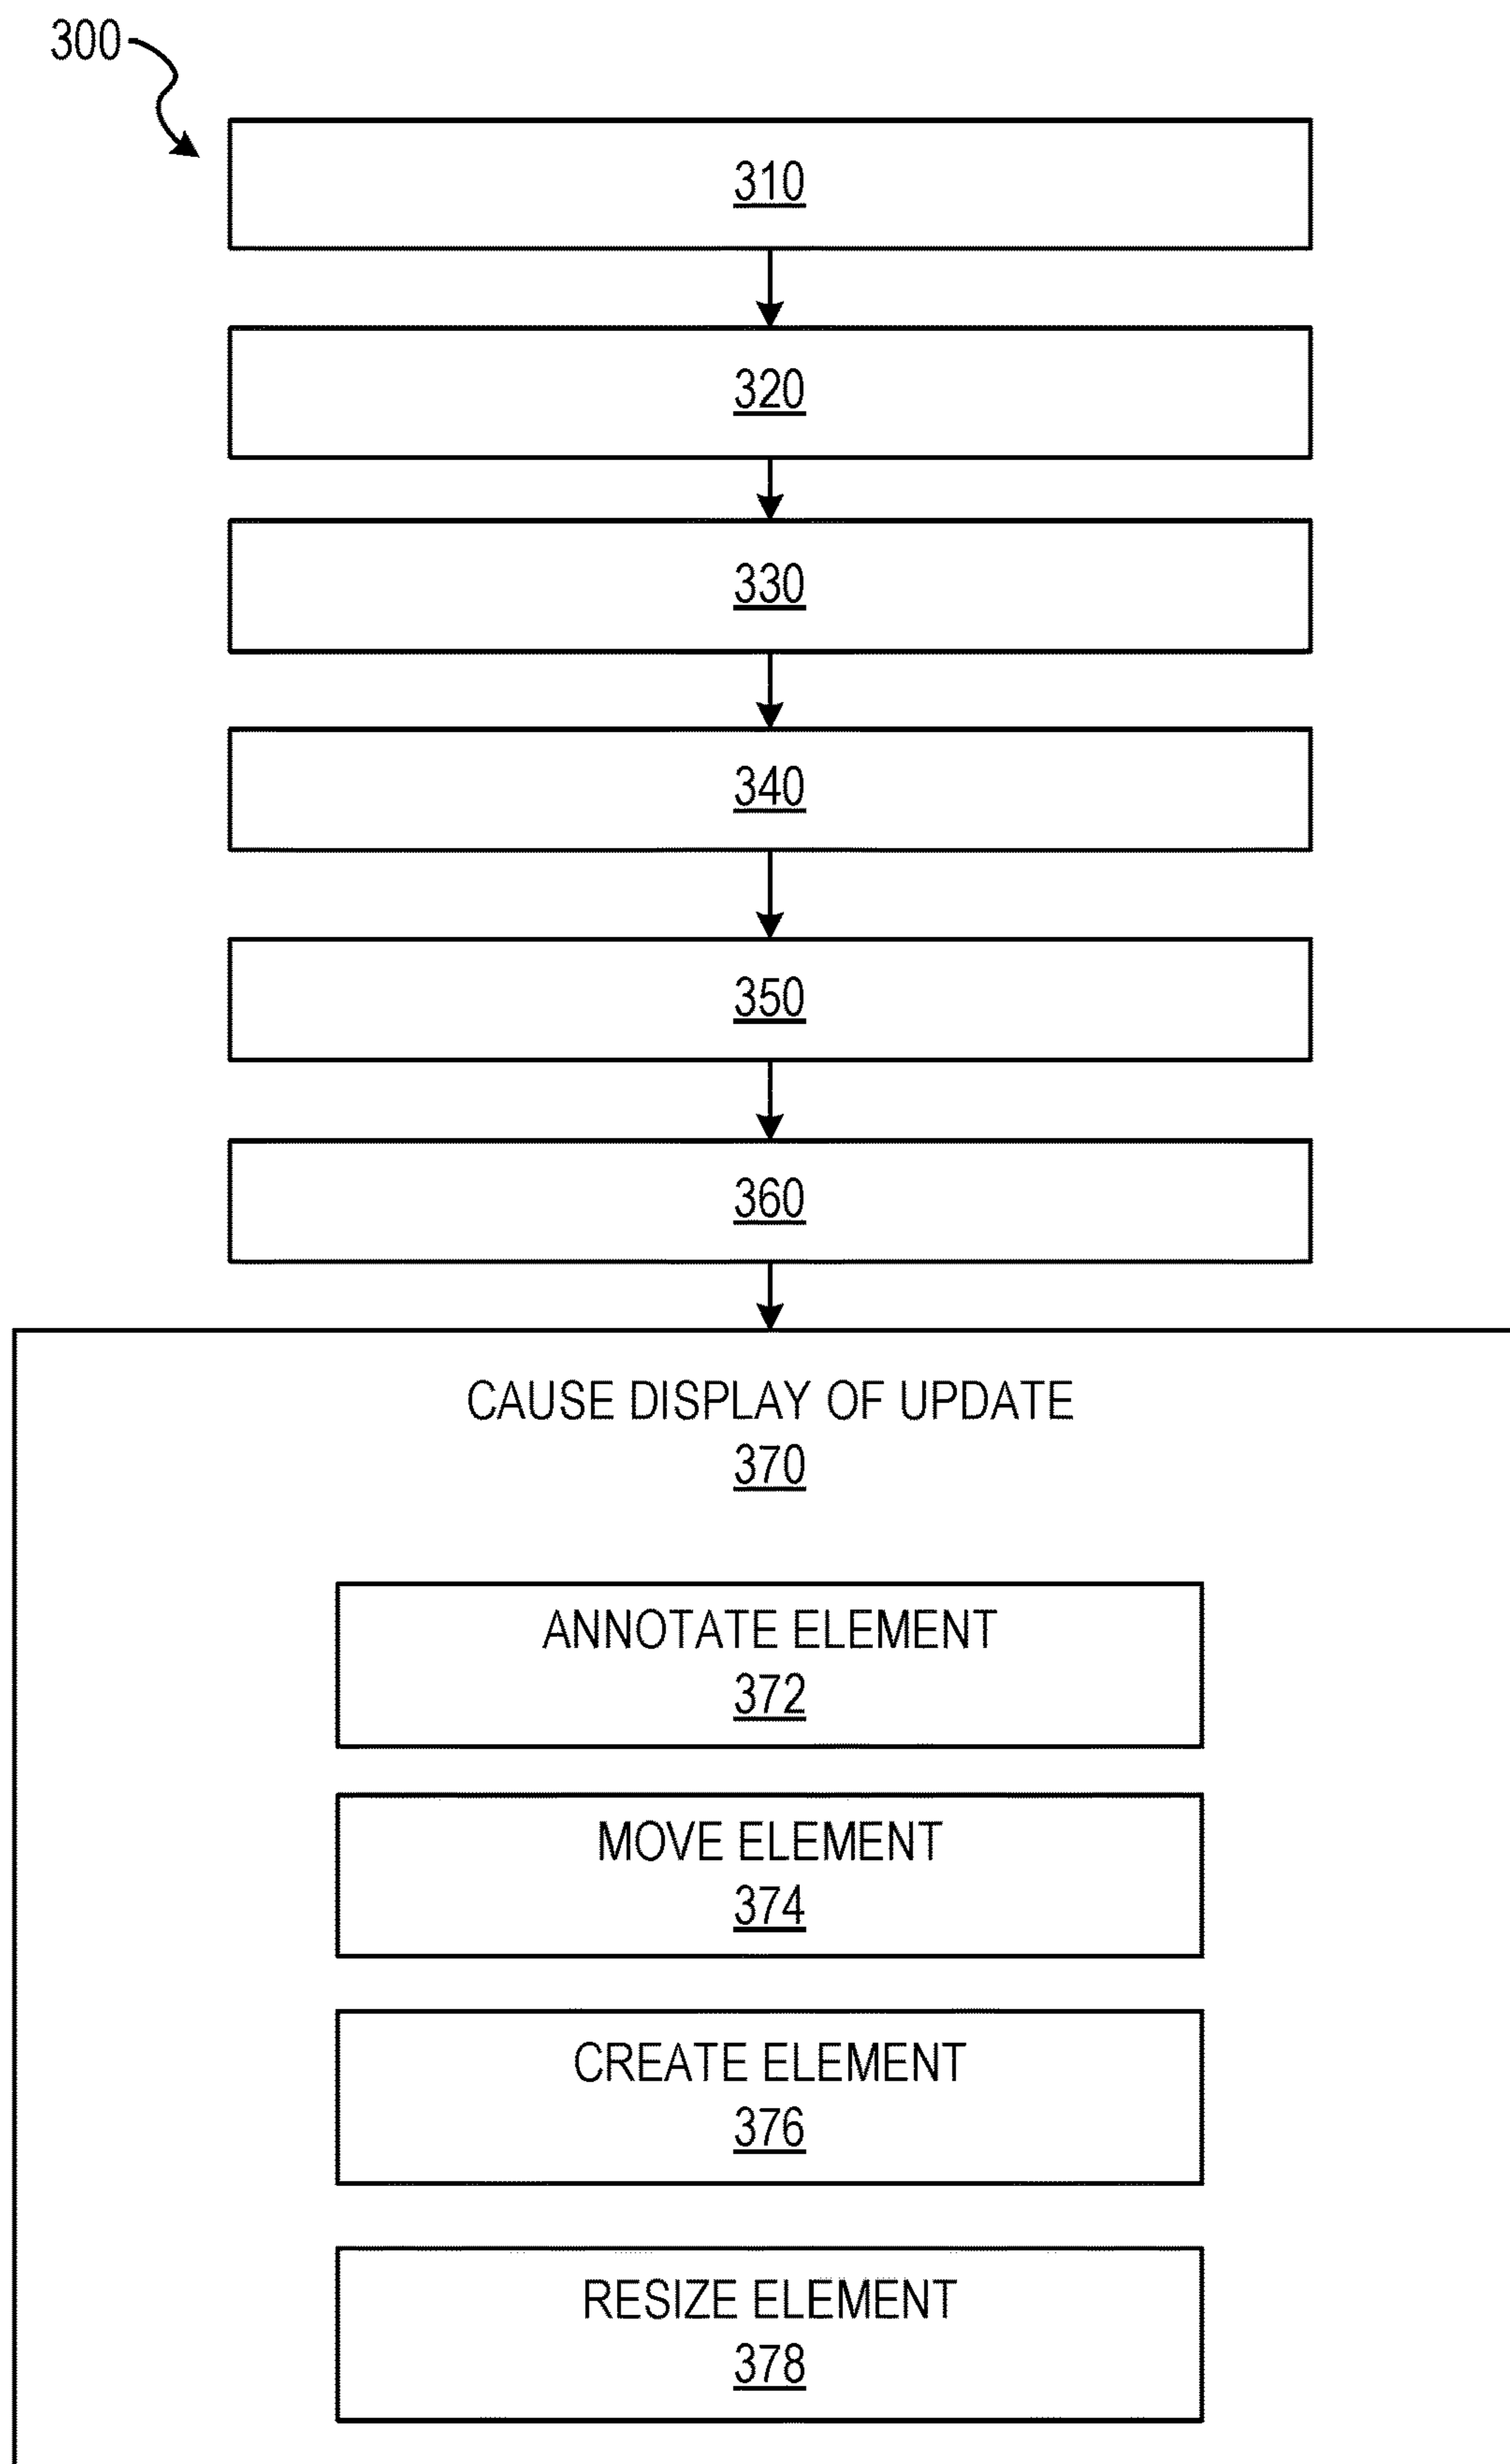 300
310
320
330
340
350
360
CAUSE DISPLAY OF UPDATE
370
ANNOTATE ELEMENT
372
MOVE ELEMENT
374
CREATE ELEMENT
376
RESIZE ELEMENT
378